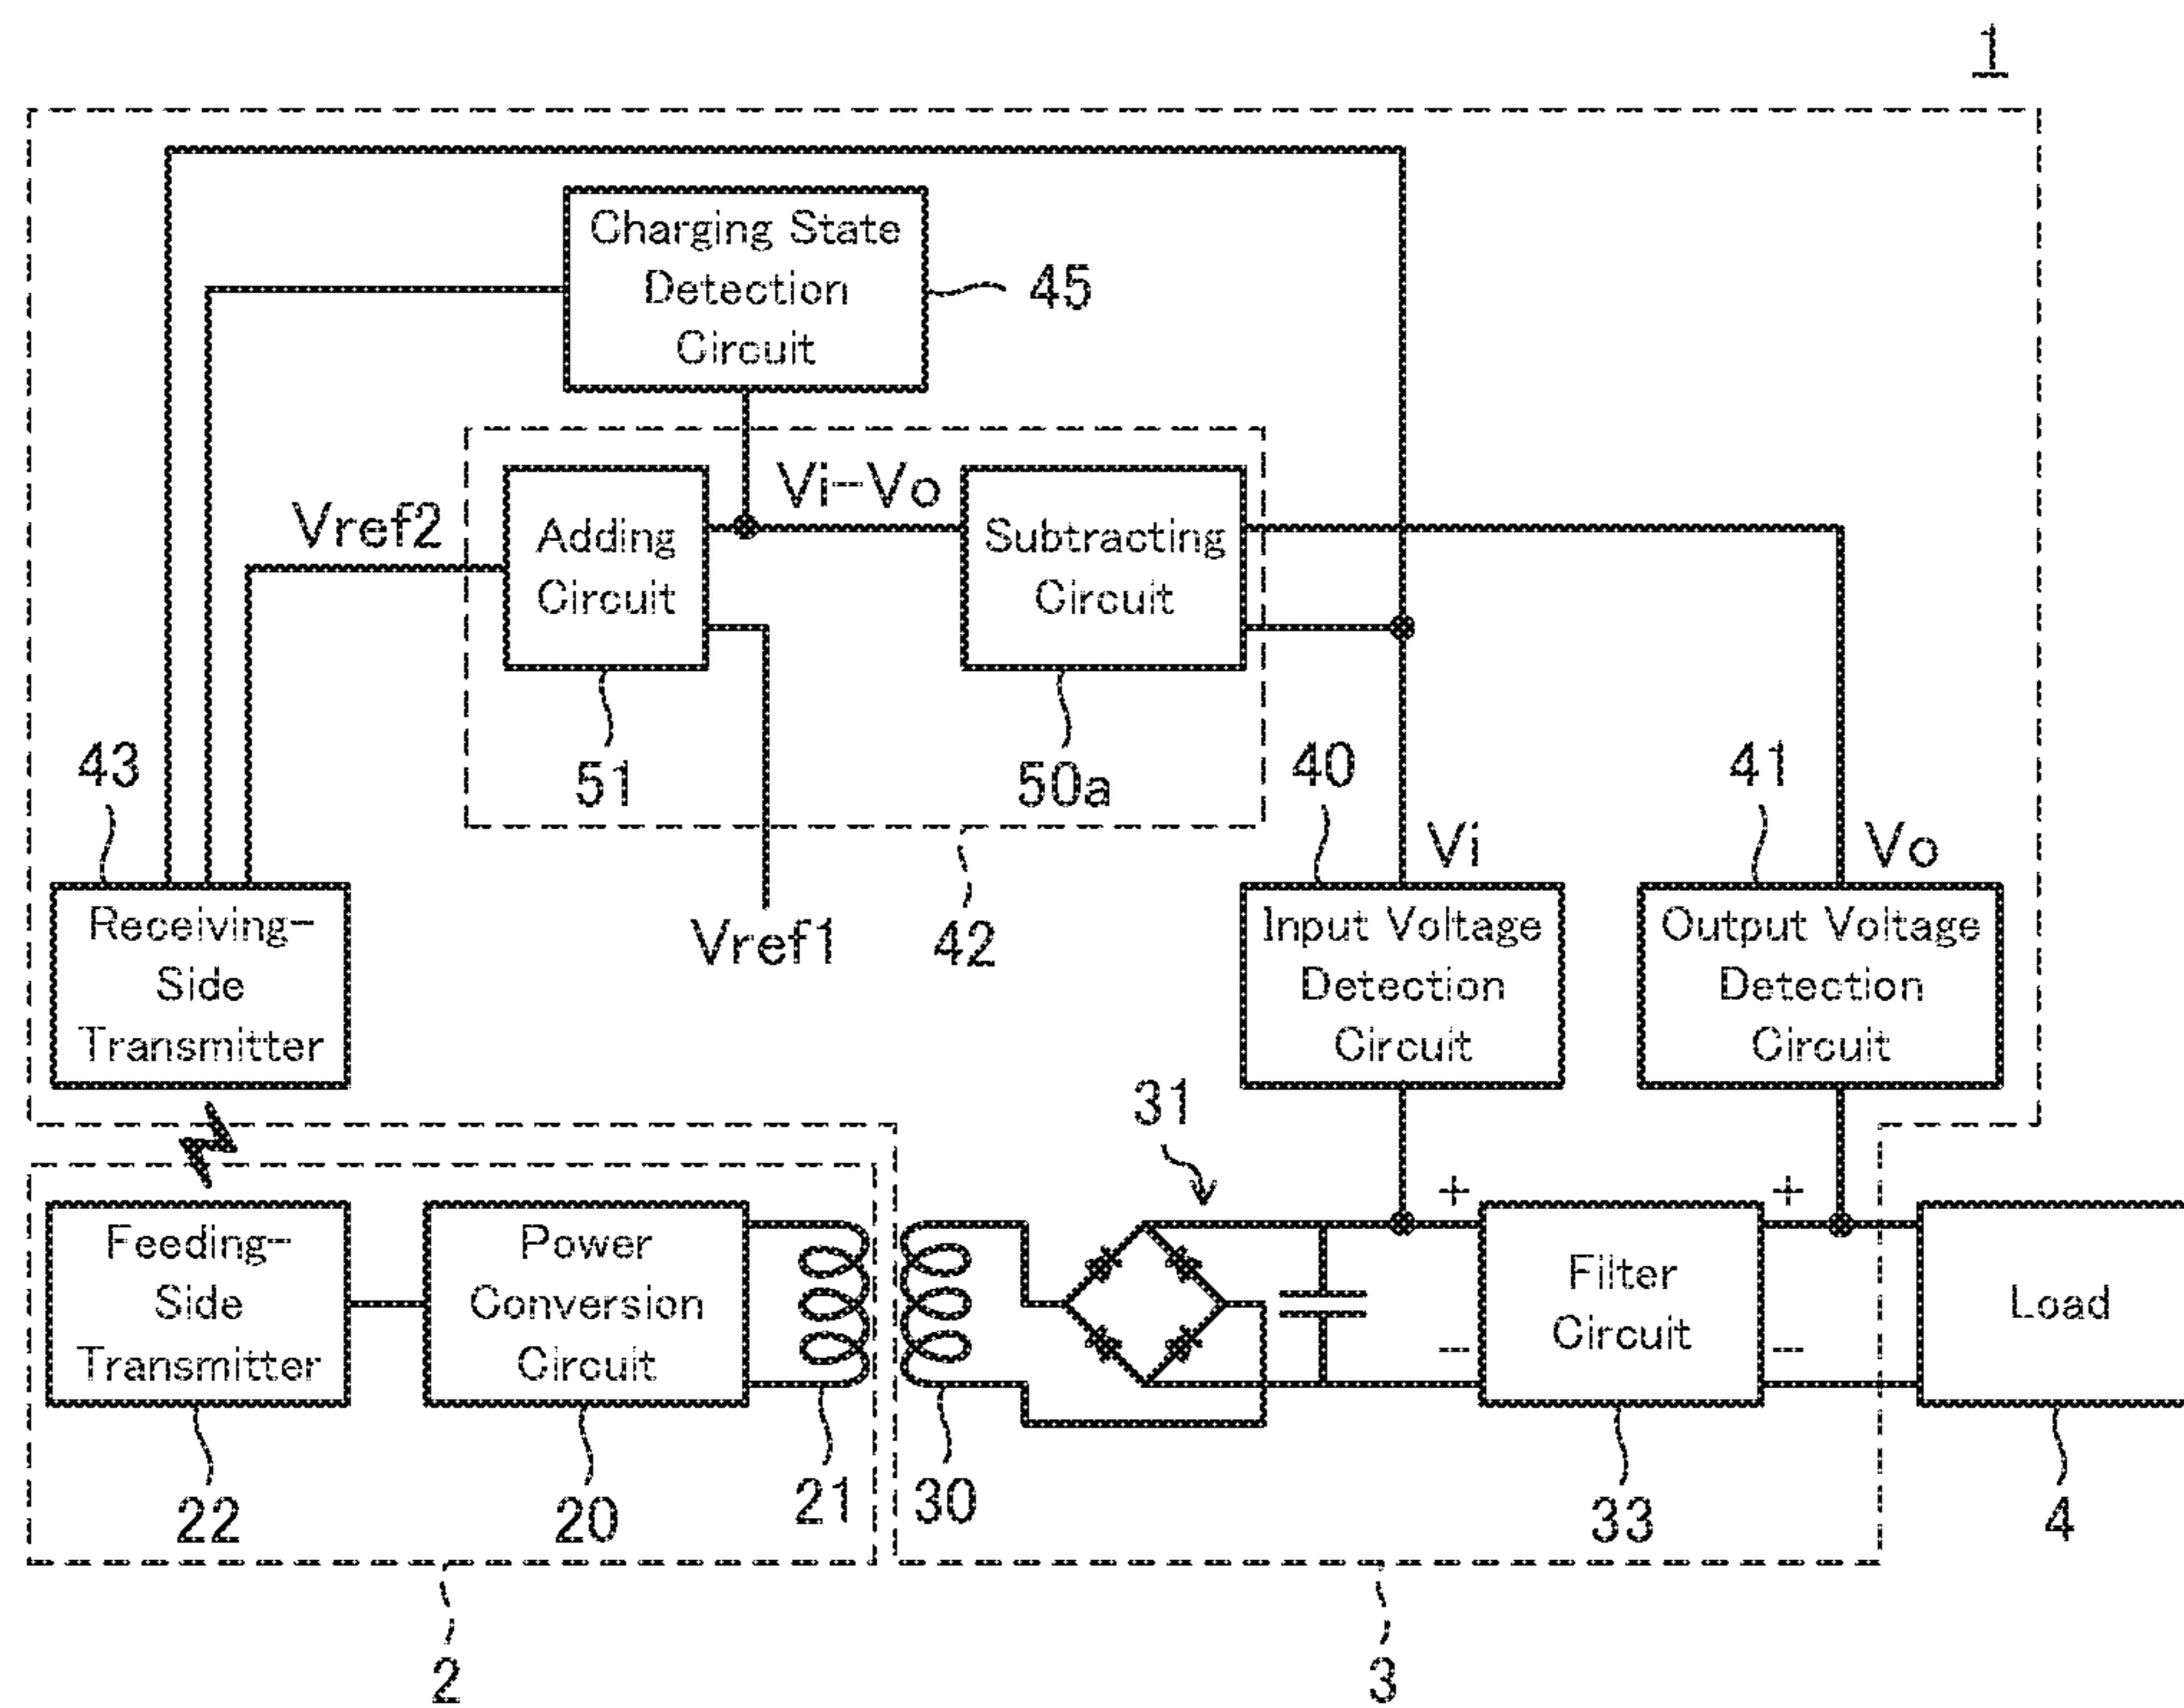 1
Charging State
Detection
Circuit
45
Vi-Vo
Vref2
Adding
Circuit
Subtracting
Circuit
43
51
50a
40
41
Vi
Vo
Vref1
42
Receiving-
Side
Transmitter
Input Voltage
Detection
Circuit
Output Voltage
Detection
Circuit
31
+
+
Feeding-
Side
Transmitter
Power
Conversion
Circuit
Filter
Circuit
Load
-
-
22
20
21
30
33
4
2
3